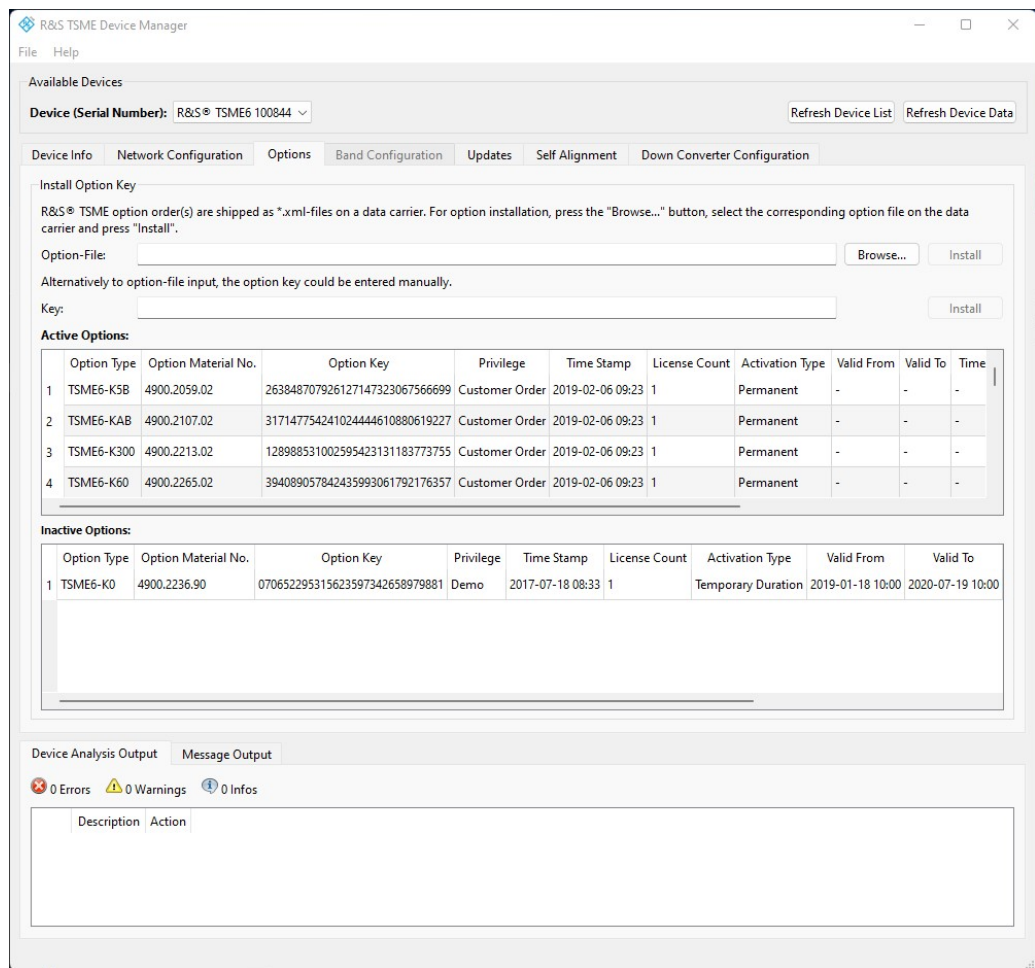 R&S TSME Device Manager
File Help
Available Devices
Device (Serial Number): R&S® TSME6 100844 Refresh Device List Refresh Device Data
Device Info Network Configuration Options Band Configuration Updates Self Alignment Down Converter Configuration
Install Option Key
R&S® TSME option order(s) are shipped as *.xml-files on a data carrier. For option installation, press the "Browse..." button, select the corresponding option file on the data
carrier and press "Install".
Option-File: Browse... Install
Alternatively to option-file input, the option key could be entered manually.
Key: Install
Active Options:
Option Type Option Material No. Option Key Privilege Time Stamp License Count Activation Type Valid From Valid To Time
1 TSME6-K5B 4900.2059.02 263848707926127147323067566699 Customer Order 2019-02-06 09:23 1 Permanent - - -
2 TSME6-KAB 4900.2107.02 317147754241024444610880619227 Customer Order 2019-02-06 09:23 1 Permanent - - -
3 TSME6-K300 4900.2213.02 128988531002595423131183773755 Customer Order 2019-02-06 09:23 1 Permanent - - -
4 TSME6-K60 4900.2265.02 394089057842435993061792176357 Customer Order 2019-02-06 09:23 1 Permanent - - -
Inactive Options:
Option Type Option Material No. Option Key Privilege Time Stamp License Count Activation Type Valid From Valid To
1 TSME6-K0 4900.2236.90 070652295315623597342658979881 Demo 2017-07-18 08:33 1 Temporary Duration 2019-01-18 10:00 2020-07-19 10:00
Device Analysis Output Message Output
0 Errors 0 Warnings 0 Infos
Description Action